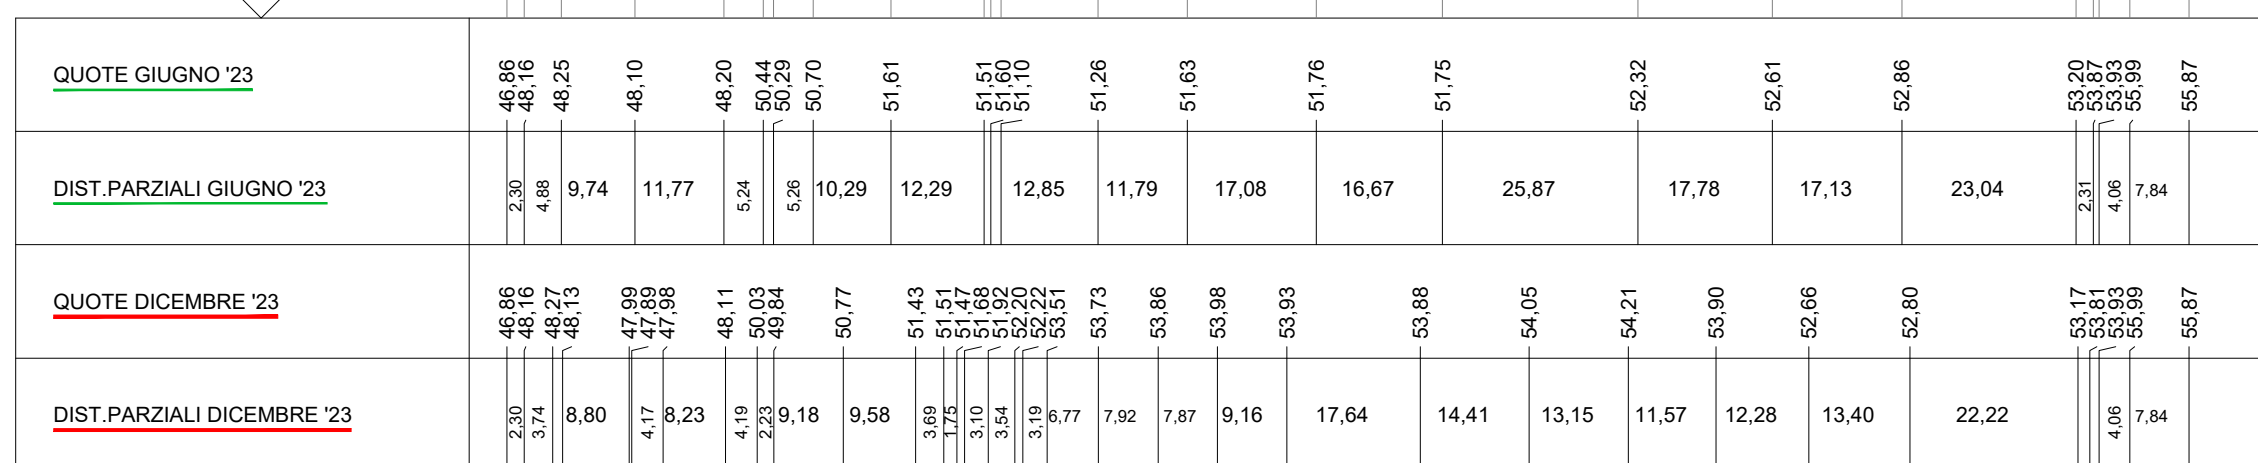 QUOTE GIUGNO '23 46,86 48,16 48,25 48,10 48,20 50,44 50,29 50,70 51,61 51,51 51,60 51,10 51,26 51,63 51,76 51,75 52,32 52,61 52,86 53,20 53,87 53,93 55,99 55,87
DIST.PARZIALI GIUGNO '23 2,30 4,88 9,74 11,77 5,24 5,26 10,29 12,29 12,85 11,79 17,08 16,67 25,87 17,78 17,13 23,04 2,31 4,06 7,84
QUOTE DICEMBRE '23 46,86 48,16 48,27 48,13 47,99 47,89 47,98 48,11 50,03 49,84 50,77 51,43 51,51 51,47 51,68 51,92 52,20 52,22 53,51 53,73 53,86 53,98 53,93 53,88 54,05 54,21 53,90 52,66 52,80 53,17 53,81 53,93 55,99 55,87
DIST.PARZIALI DICEMBRE '23 2,30 3,74 8,80 4,17 8,23 4,19 2,23 9,18 9,58 3,69 1,75 3,10 3,54 3,19 6,77 7,92 7,87 9,16 17,64 14,41 13,15 11,57 12,28 13,40 22,22 4,06 7,84